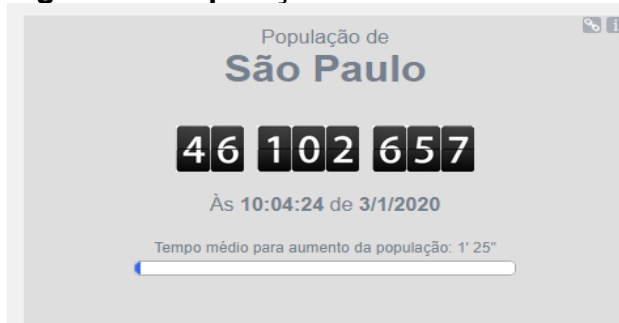 População de
São Paulo
46 102 657
Às 10:04:24 de 3/1/2020
Tempo médio para aumento da população: 1' 25"